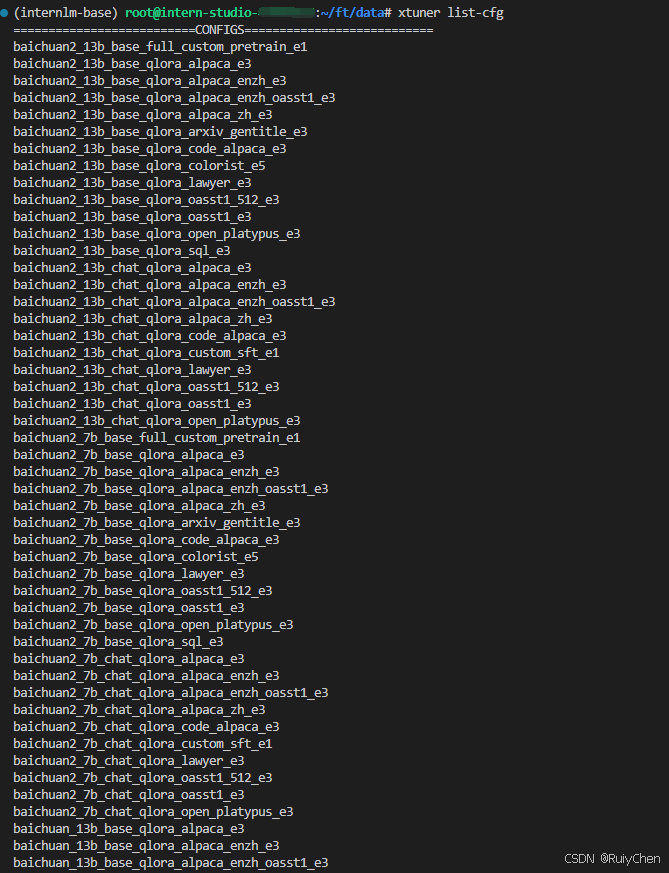 (internlm-base) root@intern-studio-:~/ft/data# xtuner list-cfg
==========================CONFIGS===========================
baichuan2_13b_base_full_custom_pretrain_e1
baichuan2_13b_base_qlora_alpaca_e3
baichuan2_13b_base_qlora_alpaca_enzh_e3
baichuan2_13b_base_qlora_alpaca_enzh_oasst1_e3
baichuan2_13b_base_qlora_alpaca_zh_e3
baichuan2_13b_base_qlora_arxiv_gentitle_e3
baichuan2_13b_base_qlora_code_alpaca_e3
baichuan2_13b_base_qlora_colorist_e5
baichuan2_13b_base_qlora_lawyer_e3
baichuan2_13b_base_qlora_oasst1_512_e3
baichuan2_13b_base_qlora_oasst1_e3
baichuan2_13b_base_qlora_open_platypus_e3
baichuan2_13b_base_qlora_sql_e3
baichuan2_13b_chat_qlora_alpaca_e3
baichuan2_13b_chat_qlora_alpaca_enzh_e3
baichuan2_13b_chat_qlora_alpaca_enzh_oasst1_e3
baichuan2_13b_chat_qlora_alpaca_zh_e3
baichuan2_13b_chat_qlora_code_alpaca_e3
baichuan2_13b_chat_qlora_custom_sft_e1
baichuan2_13b_chat_qlora_lawyer_e3
baichuan2_13b_chat_qlora_oasst1_512_e3
baichuan2_13b_chat_qlora_oasst1_e3
baichuan2_13b_chat_qlora_open_platypus_e3
baichuan2_7b_base_full_custom_pretrain_e1
baichuan2_7b_base_qlora_alpaca_e3
baichuan2_7b_base_qlora_alpaca_enzh_e3
baichuan2_7b_base_qlora_alpaca_enzh_oasst1_e3
baichuan2_7b_base_qlora_alpaca_zh_e3
baichuan2_7b_base_qlora_arxiv_gentitle_e3
baichuan2_7b_base_qlora_code_alpaca_e3
baichuan2_7b_base_qlora_colorist_e5
baichuan2_7b_base_qlora_lawyer_e3
baichuan2_7b_base_qlora_oasst1_512_e3
baichuan2_7b_base_qlora_oasst1_e3
baichuan2_7b_base_qlora_open_platypus_e3
baichuan2_7b_base_qlora_sql_e3
baichuan2_7b_chat_qlora_alpaca_e3
baichuan2_7b_chat_qlora_alpaca_enzh_e3
baichuan2_7b_chat_qlora_alpaca_enzh_oasst1_e3
baichuan2_7b_chat_qlora_alpaca_zh_e3
baichuan2_7b_chat_qlora_code_alpaca_e3
baichuan2_7b_chat_qlora_custom_sft_e1
baichuan2_7b_chat_qlora_lawyer_e3
baichuan2_7b_chat_qlora_oasst1_512_e3
baichuan2_7b_chat_qlora_oasst1_e3
baichuan2_7b_chat_qlora_open_platypus_e3
baichuan_13b_base_qlora_alpaca_e3
baichuan_13b_base_qlora_alpaca_enzh_e3
baichuan_13b_base_qlora_alpaca_enzh_oasst1_e3
CSDN @RuiyChen